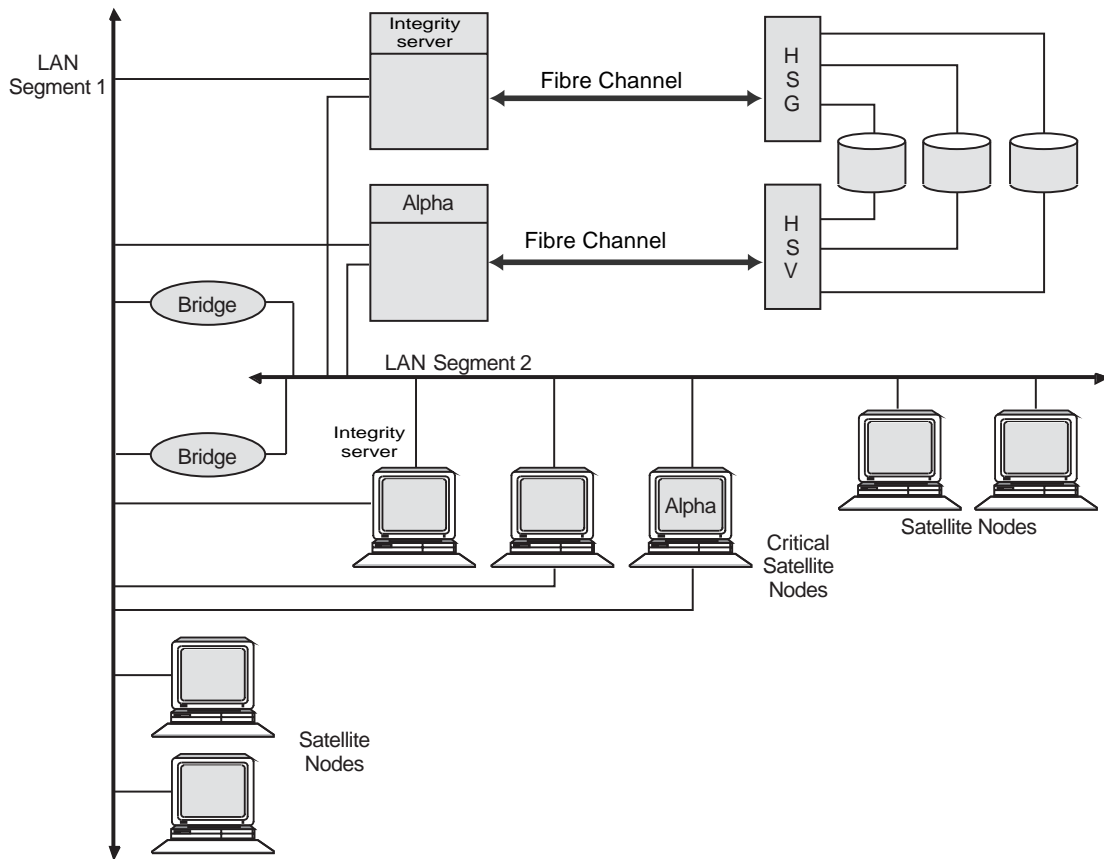 Integrity
server
LAN
Segment 1
Fibre Channel
H
S
G
Alpha
Fibre Channel
H
S
V
Bridge
LAN Segment 2
Bridge
Integrity
server
Alpha
Satellite Nodes
Critical
Satellite
Nodes
Satellite
Nodes